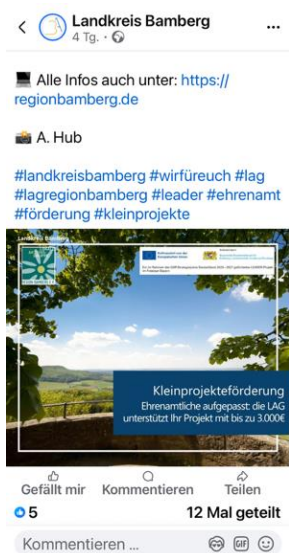 Landkreis Bamberg
4 Tg.
Alle Infos auch unter: https://
regionbamberg.de
A. Hub
#landkreisbamberg #wirfüreuch #lag
#lagregionbamberg #leader #ehrenamt
#förderung #kleinprojekte
Landkreis Bamberg
Kleinprojekteförderung
Ehrenamtliche aufgepasst: die LAG
unterstützt Ihr Projekt mit bis zu 3.000€
Gefällt mir Kommentieren Teilen
5 12 Mal geteilt
Kommentieren ... GIF